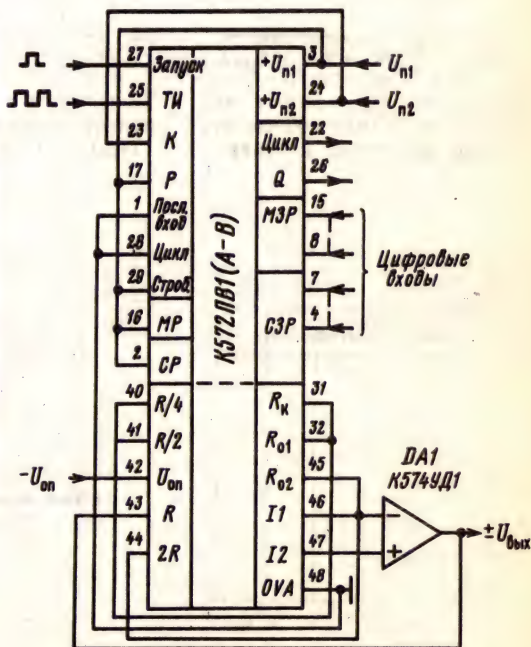 27 Запуск
25 ТИ
23 К
17 Р
1 Посл. вход
28 Цикл
29 Строб.
16 МР
2 СР
40 R/4
41 R/2
−Uоп 42 Uоп
43 R
44 2R
К572ПВ1(А-В)
+Uп1 3 Uп1
+Uп2 24 Uп2
Цикл 22
Q 26
МЗР 15
8
7
СЗР 4
Цифровые входы
Rк 31
Rо1 32
Rо2 45
I1 46
I2 47
OVA 48
DA1
К574УД1
−
+
±Uвых